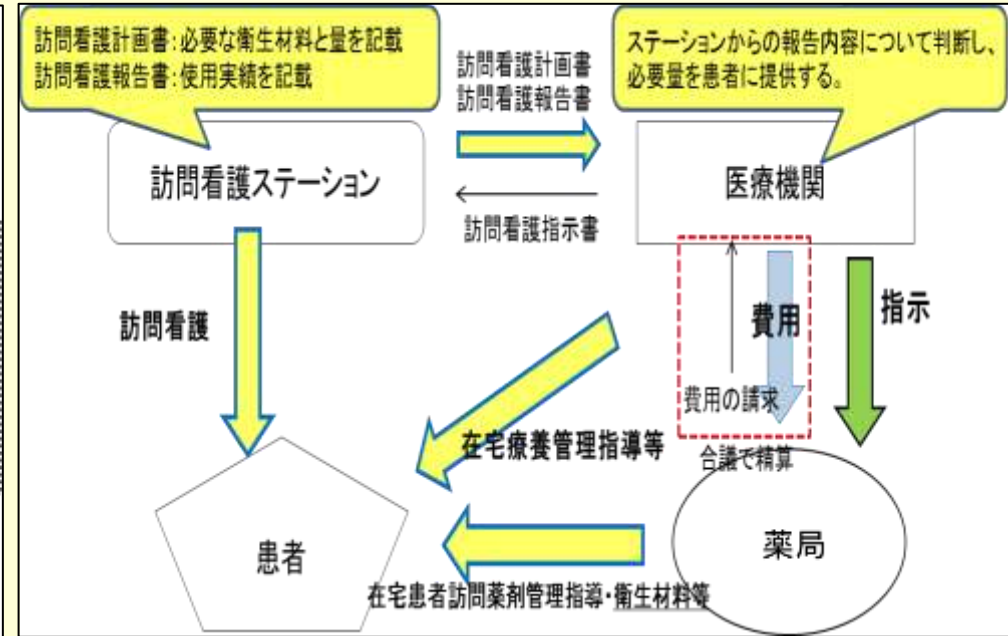 訪問看護計画書:必要な衛生材料と量を記載
訪問看護報告書:使用実績を記載
訪問看護計画書
訪問看護報告書
ステーションからの報告内容について判断し、
必要量を患者に提供する。
訪問看護ステーション
医療機関
訪問看護指示書
訪問看護
費用
指示
費用の請求
在宅療養管理指導等
合議で精算
患者
薬局
在宅患者訪問薬剤管理指導・衛生材料等